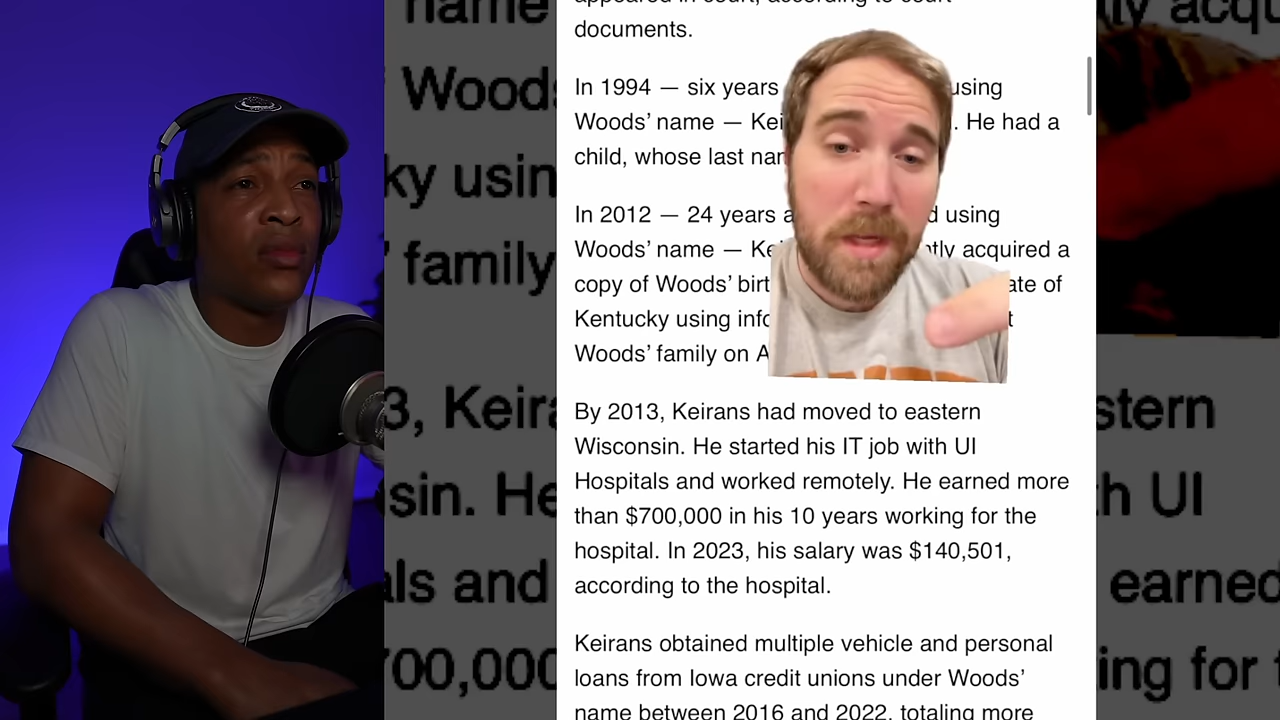 appeared in court, according to court
documents.
In 1994 — six years using
Woods’ name — Kei . He had a
child, whose last nam
In 2012 — 24 years a d using
Woods’ name — Ke ntly acquired a
copy of Woods’ birt ate of
Kentucky using info t
Woods’ family on A
By 2013, Keirans had moved to eastern
Wisconsin. He started his IT job with UI
Hospitals and worked remotely. He earned more
than $700,000 in his 10 years working for the
hospital. In 2023, his salary was $140,501,
according to the hospital.
Keirans obtained multiple vehicle and personal
loans from Iowa credit unions under Woods’
name between 2016 and 2022, totaling more
name
Woods
ky usin
’ family
3, Keira
sin. He
als and
700,000
ly acqu
stern
th UI
earned
ing for t